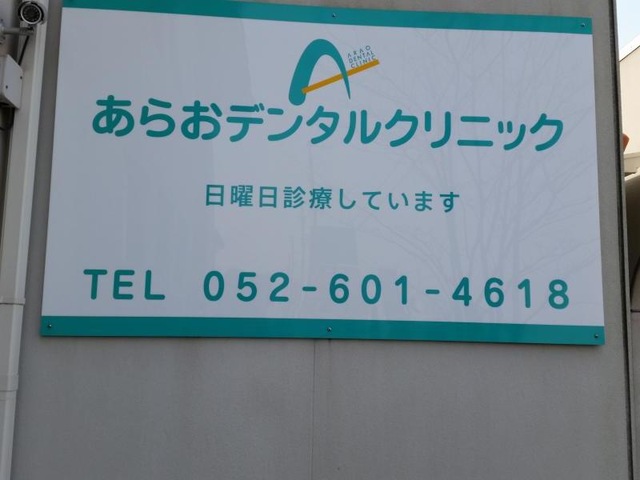 ARAO
DENTAL
CLINIC
あらおデンタルクリニック
日曜日診療しています
TEL 052-601-4618